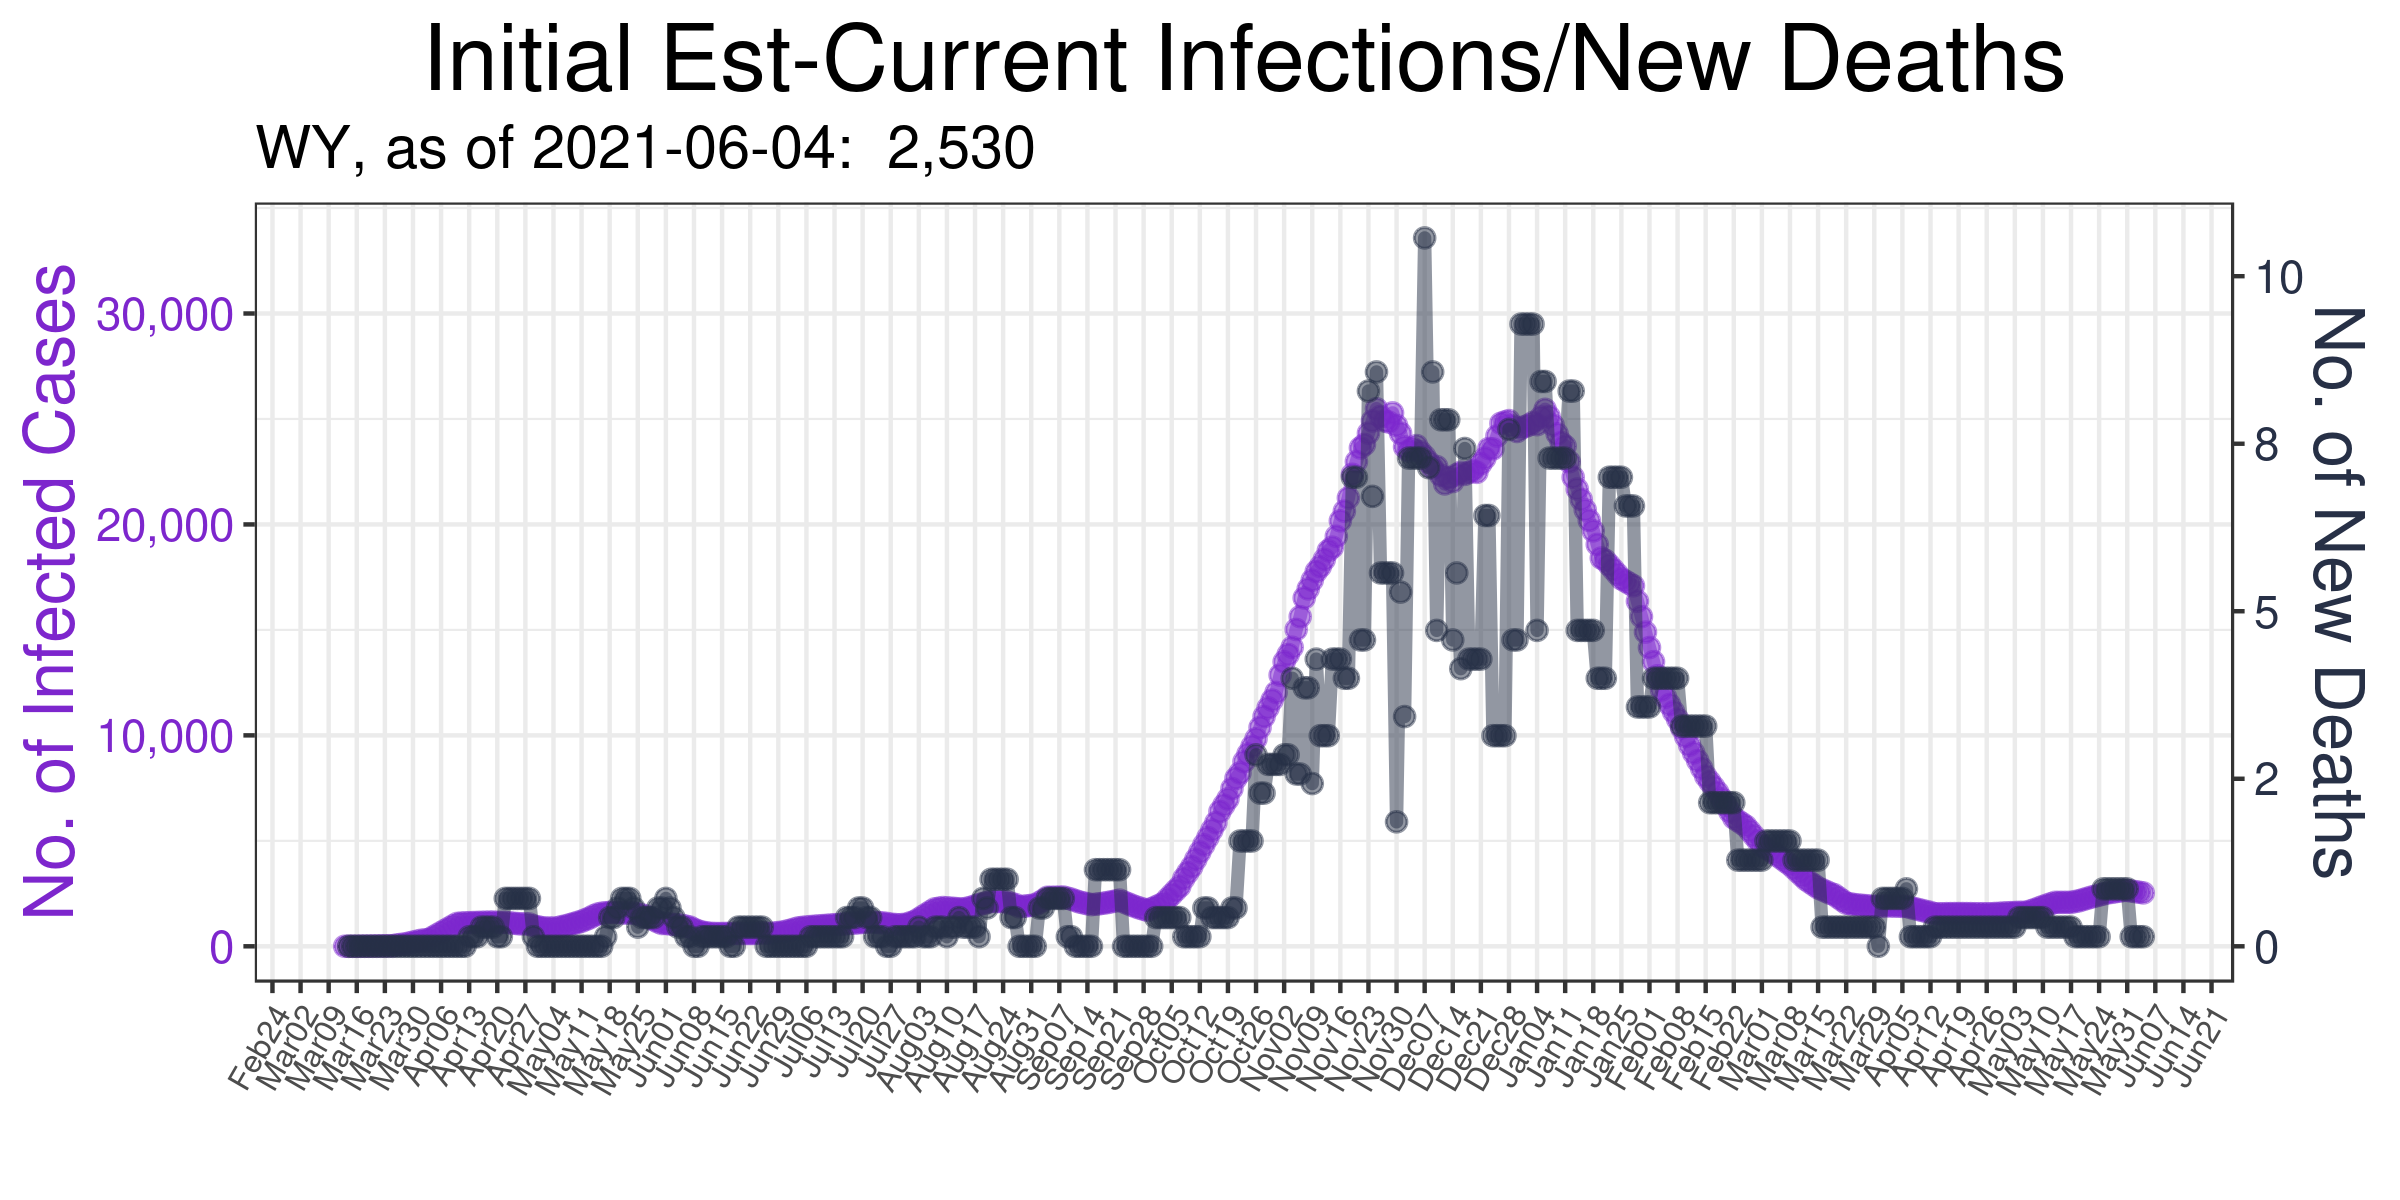 Initial Est-Current Infections/New Deaths
WY, as of 2021-06-04:  2,530
No. of Infected Cases
30,000
20,000
10,000
0
10
8
5
2
0
No. of New Deaths
Feb24
Mar02
Mar09
Mar16
Mar23
Mar30
Apr06
Apr13
Apr20
Apr27
May04
May11
May18
May25
Jun01
Jun08
Jun15
Jun22
Jun29
Jul06
Jul13
Jul20
Jul27
Aug03
Aug10
Aug17
Aug24
Aug31
Sep07
Sep14
Sep21
Sep28
Oct05
Oct12
Oct19
Oct26
Nov02
Nov09
Nov16
Nov23
Nov30
Dec07
Dec14
Dec21
Dec28
Jan04
Jan11
Jan18
Jan25
Feb01
Feb08
Feb15
Feb22
Mar01
Mar08
Mar15
Mar22
Mar29
Apr05
Apr12
Apr19
Apr26
May03
May10
May17
May24
May31
Jun07
Jun14
Jun21